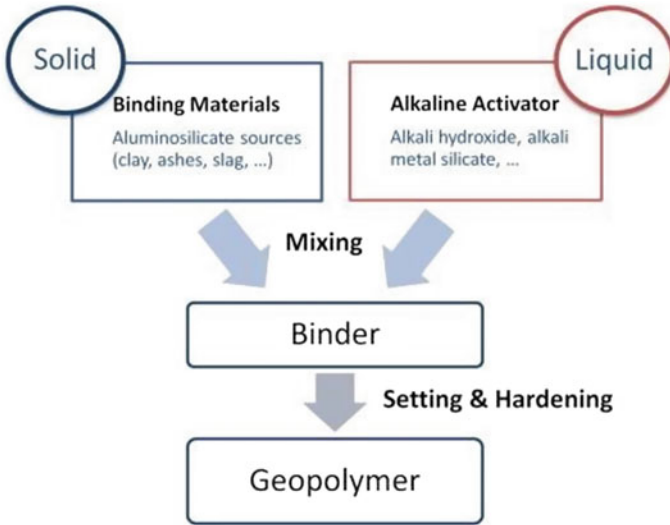 Solid
Liquid
Binding Materials
Aluminosilicate sources
(clay, ashes, slag, ...)
Alkaline Activator
Alkali hydroxide, alkali
metal silicate, ...
Mixing
Binder
Setting & Hardening
Geopolymer